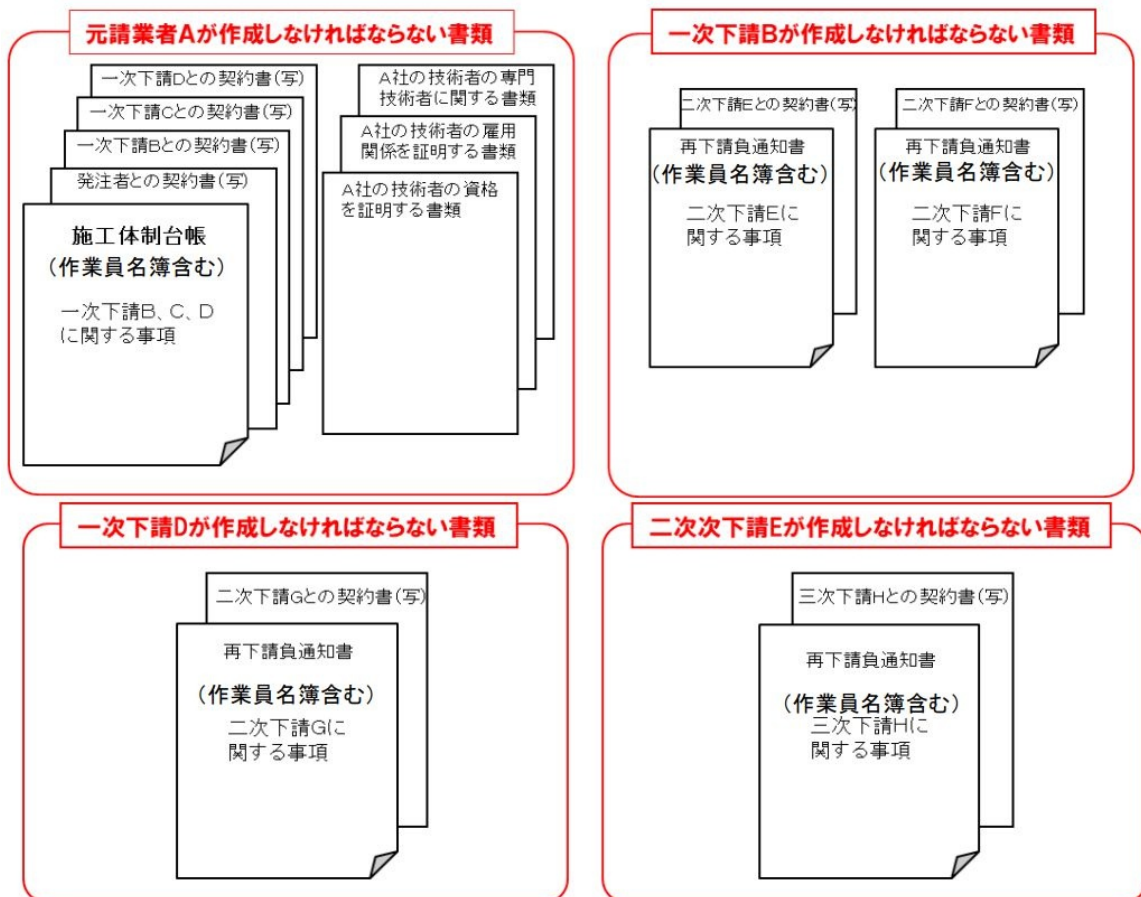 元請業者Aが作成しなければならない書類
一次下請Dとの契約書(写)
一次下請Cとの契約書(写)
一次下請Bとの契約書(写)
発注者との契約書(写)
施工体制台帳
(作業員名簿含む)
一次下請B、C、D
に関する事項
A社の技術者の専門
技術者に関する書類
A社の技術者の雇用
関係を証明する書類
A社の技術者の資格
を証明する書類
一次下請Bが作成しなければならない書類
二次下請Eとの契約書(写)
再下請負通知書
(作業員名簿含む)
二次下請Eに
関する事項
二次下請Fとの契約書(写)
再下請負通知書
(作業員名簿含む)
二次下請Fに
関する事項
一次下請Dが作成しなければならない書類
二次下請Gとの契約書(写)
再下請負通知書
(作業員名簿含む)
二次下請Gに
関する事項
二次次下請Eが作成しなければならない書類
三次下請Hとの契約書(写)
再下請負通知書
(作業員名簿含む)
三次下請Hに
関する事項